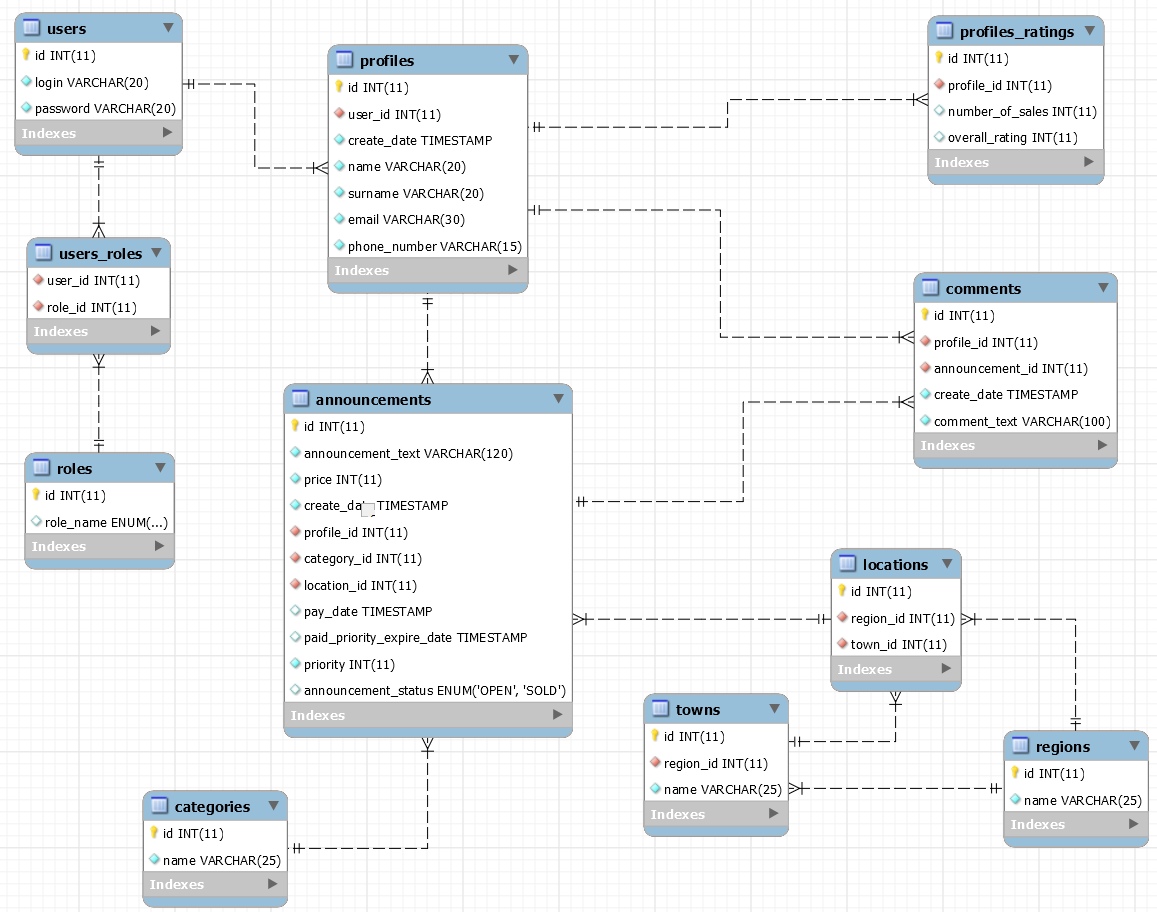 users
id INT(11)
login VARCHAR(20)
password VARCHAR(20)
Indexes
profiles
id INT(11)
user_id INT(11)
create_date TIMESTAMP
name VARCHAR(20)
surname VARCHAR(20)
email VARCHAR(30)
phone_number VARCHAR(15)
Indexes
profiles_ratings
id INT(11)
profile_id INT(11)
number_of_sales INT(11)
overall_rating INT(11)
Indexes
users_roles
user_id INT(11)
role_id INT(11)
Indexes
comments
id INT(11)
profile_id INT(11)
announcement_id INT(11)
create_date TIMESTAMP
comment_text VARCHAR(100)
Indexes
roles
id INT(11)
role_name ENUM(...)
Indexes
announcements
id INT(11)
announcement_text VARCHAR(120)
price INT(11)
create_date TIMESTAMP
profile_id INT(11)
category_id INT(11)
location_id INT(11)
pay_date TIMESTAMP
paid_priority_expire_date TIMESTAMP
priority INT(11)
announcement_status ENUM('OPEN', 'SOLD')
Indexes
locations
id INT(11)
region_id INT(11)
town_id INT(11)
Indexes
towns
id INT(11)
region_id INT(11)
name VARCHAR(25)
Indexes
regions
id INT(11)
name VARCHAR(25)
Indexes
categories
id INT(11)
name VARCHAR(25)
Indexes